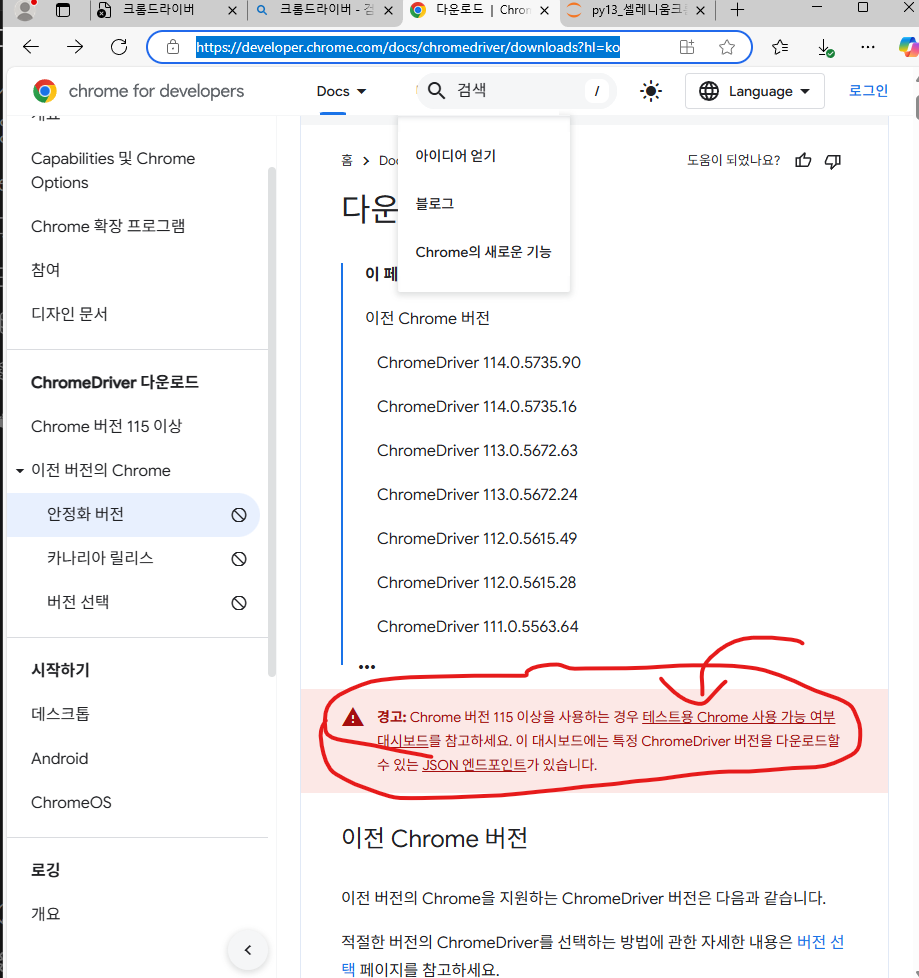 크롬드라이버
크롬드라이버 - 검
다운로드 | Chron
py13_셀레니움크
https://developer.chrome.com/docs/chromedriver/downloads?hl=ko
chrome for developers
Docs
검색
/
Language
로그인
개요
Capabilities 및 Chrome
Options
Chrome 확장 프로그램
참여
디자인 문서
ChromeDriver 다운로드
Chrome 버전 115 이상
이전 버전의 Chrome
안정화 버전
카나리아 릴리스
버전 선택
시작하기
데스크톱
Android
ChromeOS
로깅
개요
아이디어 얻기
블로그
Chrome의 새로운 기능
홈
Doc
도움이 되었나요?
다운
이 페
이전 Chrome 버전
ChromeDriver 114.0.5735.90
ChromeDriver 114.0.5735.16
ChromeDriver 113.0.5672.63
ChromeDriver 113.0.5672.24
ChromeDriver 112.0.5615.49
ChromeDriver 112.0.5615.28
ChromeDriver 111.0.5563.64
경고: Chrome 버전 115 이상을 사용하는 경우 테스트용 Chrome 사용 가능 여부
대시보드를 참고하세요. 이 대시보드에는 특정 ChromeDriver 버전을 다운로드할
수 있는 JSON 엔드포인트가 있습니다.
이전 Chrome 버전
이전 버전의 Chrome을 지원하는 ChromeDriver 버전은 다음과 같습니다.
적절한 버전의 ChromeDriver를 선택하는 방법에 관한 자세한 내용은 버전 선
택 페이지를 참고하세요.